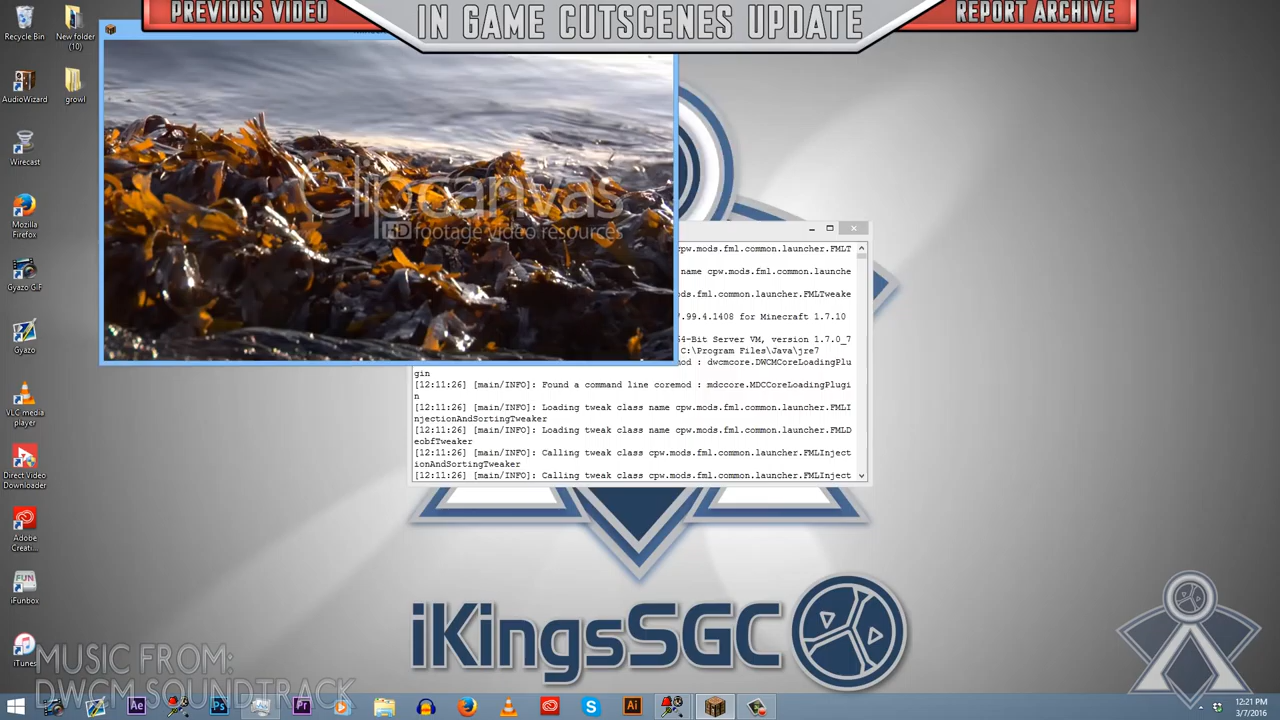 PREVIOUS VIDEO
IN GAME CUTSCENES UPDATE
REPORT ARCHIVE
Recycle Bin
New folder
(10)
AudioWizard
growl
Wirecast
Mozilla
Firefox
Gyazo GIF
Gyazo
VLC media
player
Direct Video
Downloader
Adobe
Creati...
FUN
iFunbox
iTunes
Clipcanvas
HD footage video resources
cpw.mods.fml.common.launcher.FMLT
name cpw.mods.fml.common.launche
ds.fml.common.launcher.FMLTweake
7.99.4.1408 for Minecraft 1.7.10
64-Bit Server VM, version 1.7.0_7
C:\Program Files\Java\jre7
mod : dwcmcore.DWCMCoreLoadingPlu
gin
[12:11:26] [main/INFO]: Found a command line coremod : mdccore.MDCCoreLoadingPlugi
n
[12:11:26] [main/INFO]: Loading tweak class name cpw.mods.fml.common.launcher.FMLI
njectionAndSortingTweaker
[12:11:26] [main/INFO]: Loading tweak class name cpw.mods.fml.common.launcher.FMLD
eobfTweaker
[12:11:26] [main/INFO]: Calling tweak class cpw.mods.fml.common.launcher.FMLInject
ionAndSortingTweaker
[12:11:26] [main/INFO]: Calling tweak class cpw.mods.fml.common.launcher.FMLInject
iKingsSGC
MUSIC FROM:
DWCM SOUNDTRACK
Ae
Ps
Pr
Ai
12:21 PM
3/7/2016